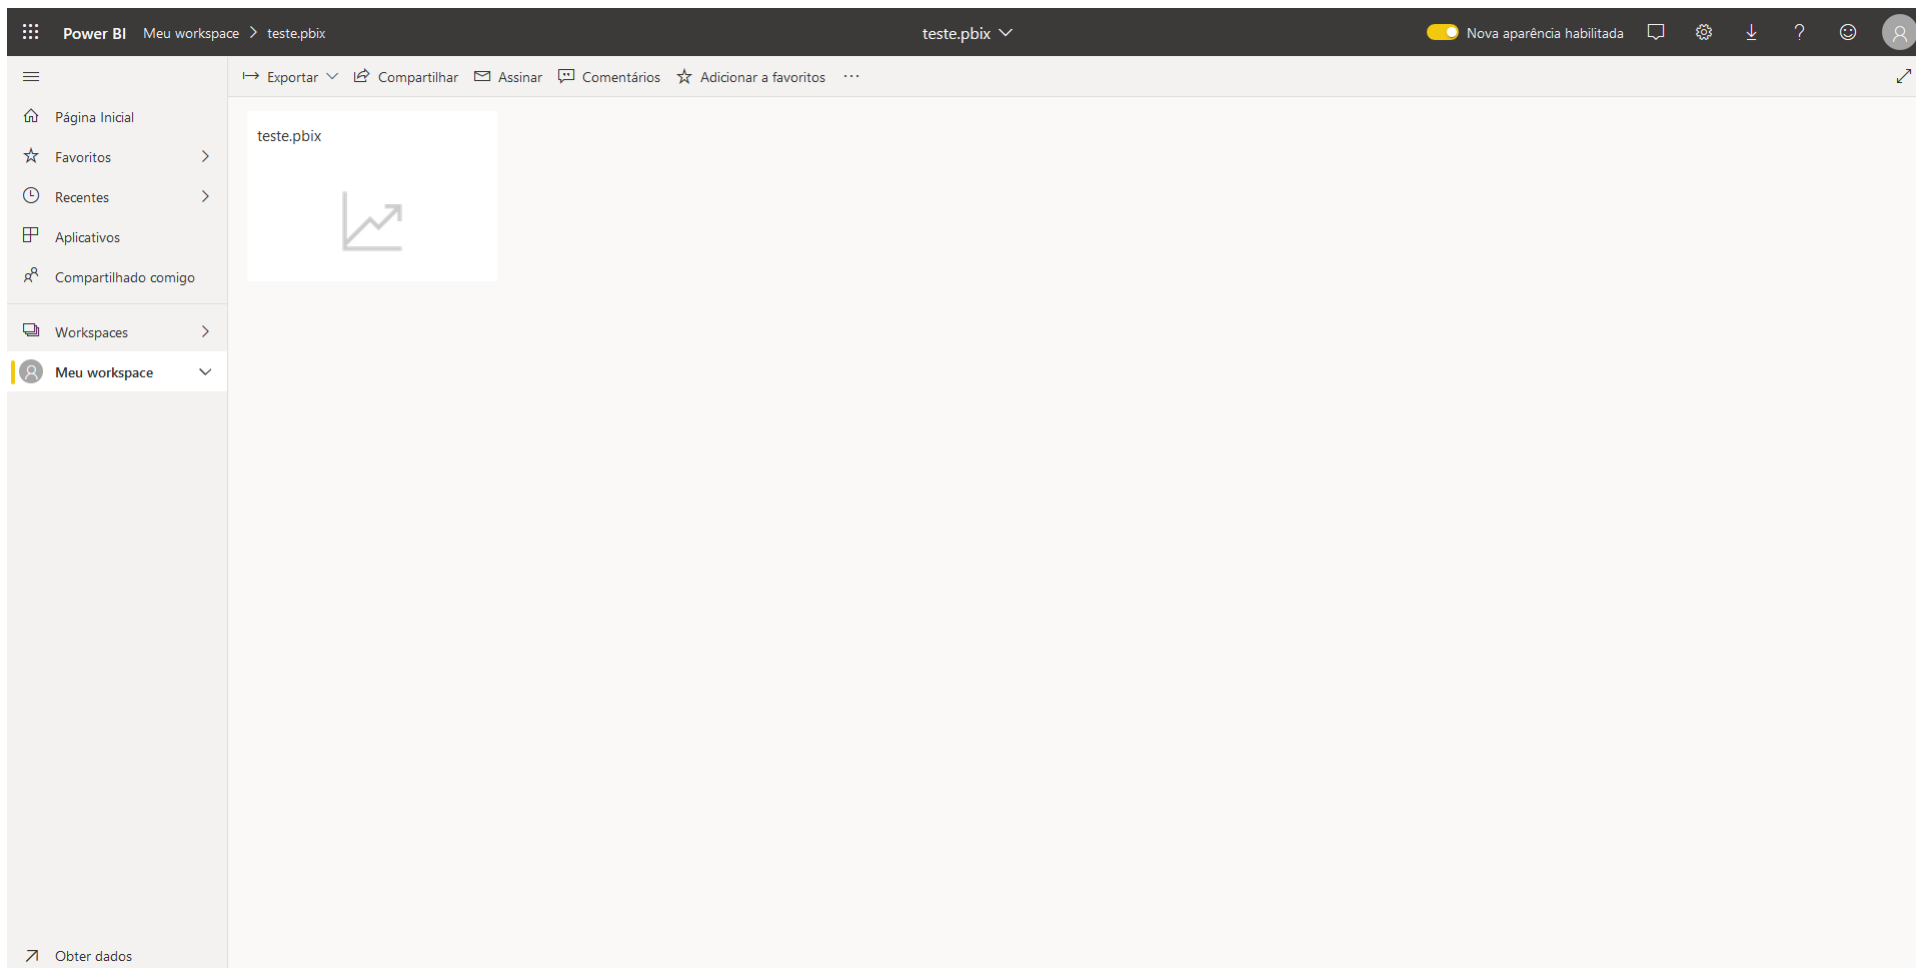 Power BI Meu workspace > teste.pbix
teste.pbix
Nova aparência habilitada
Exportar Compartilhar Assinar Comentários Adicionar a favoritos ...
Página Inicial
Favoritos
Recentes
Aplicativos
Compartilhado comigo
Workspaces
Meu workspace
Obter dados
teste.pbix